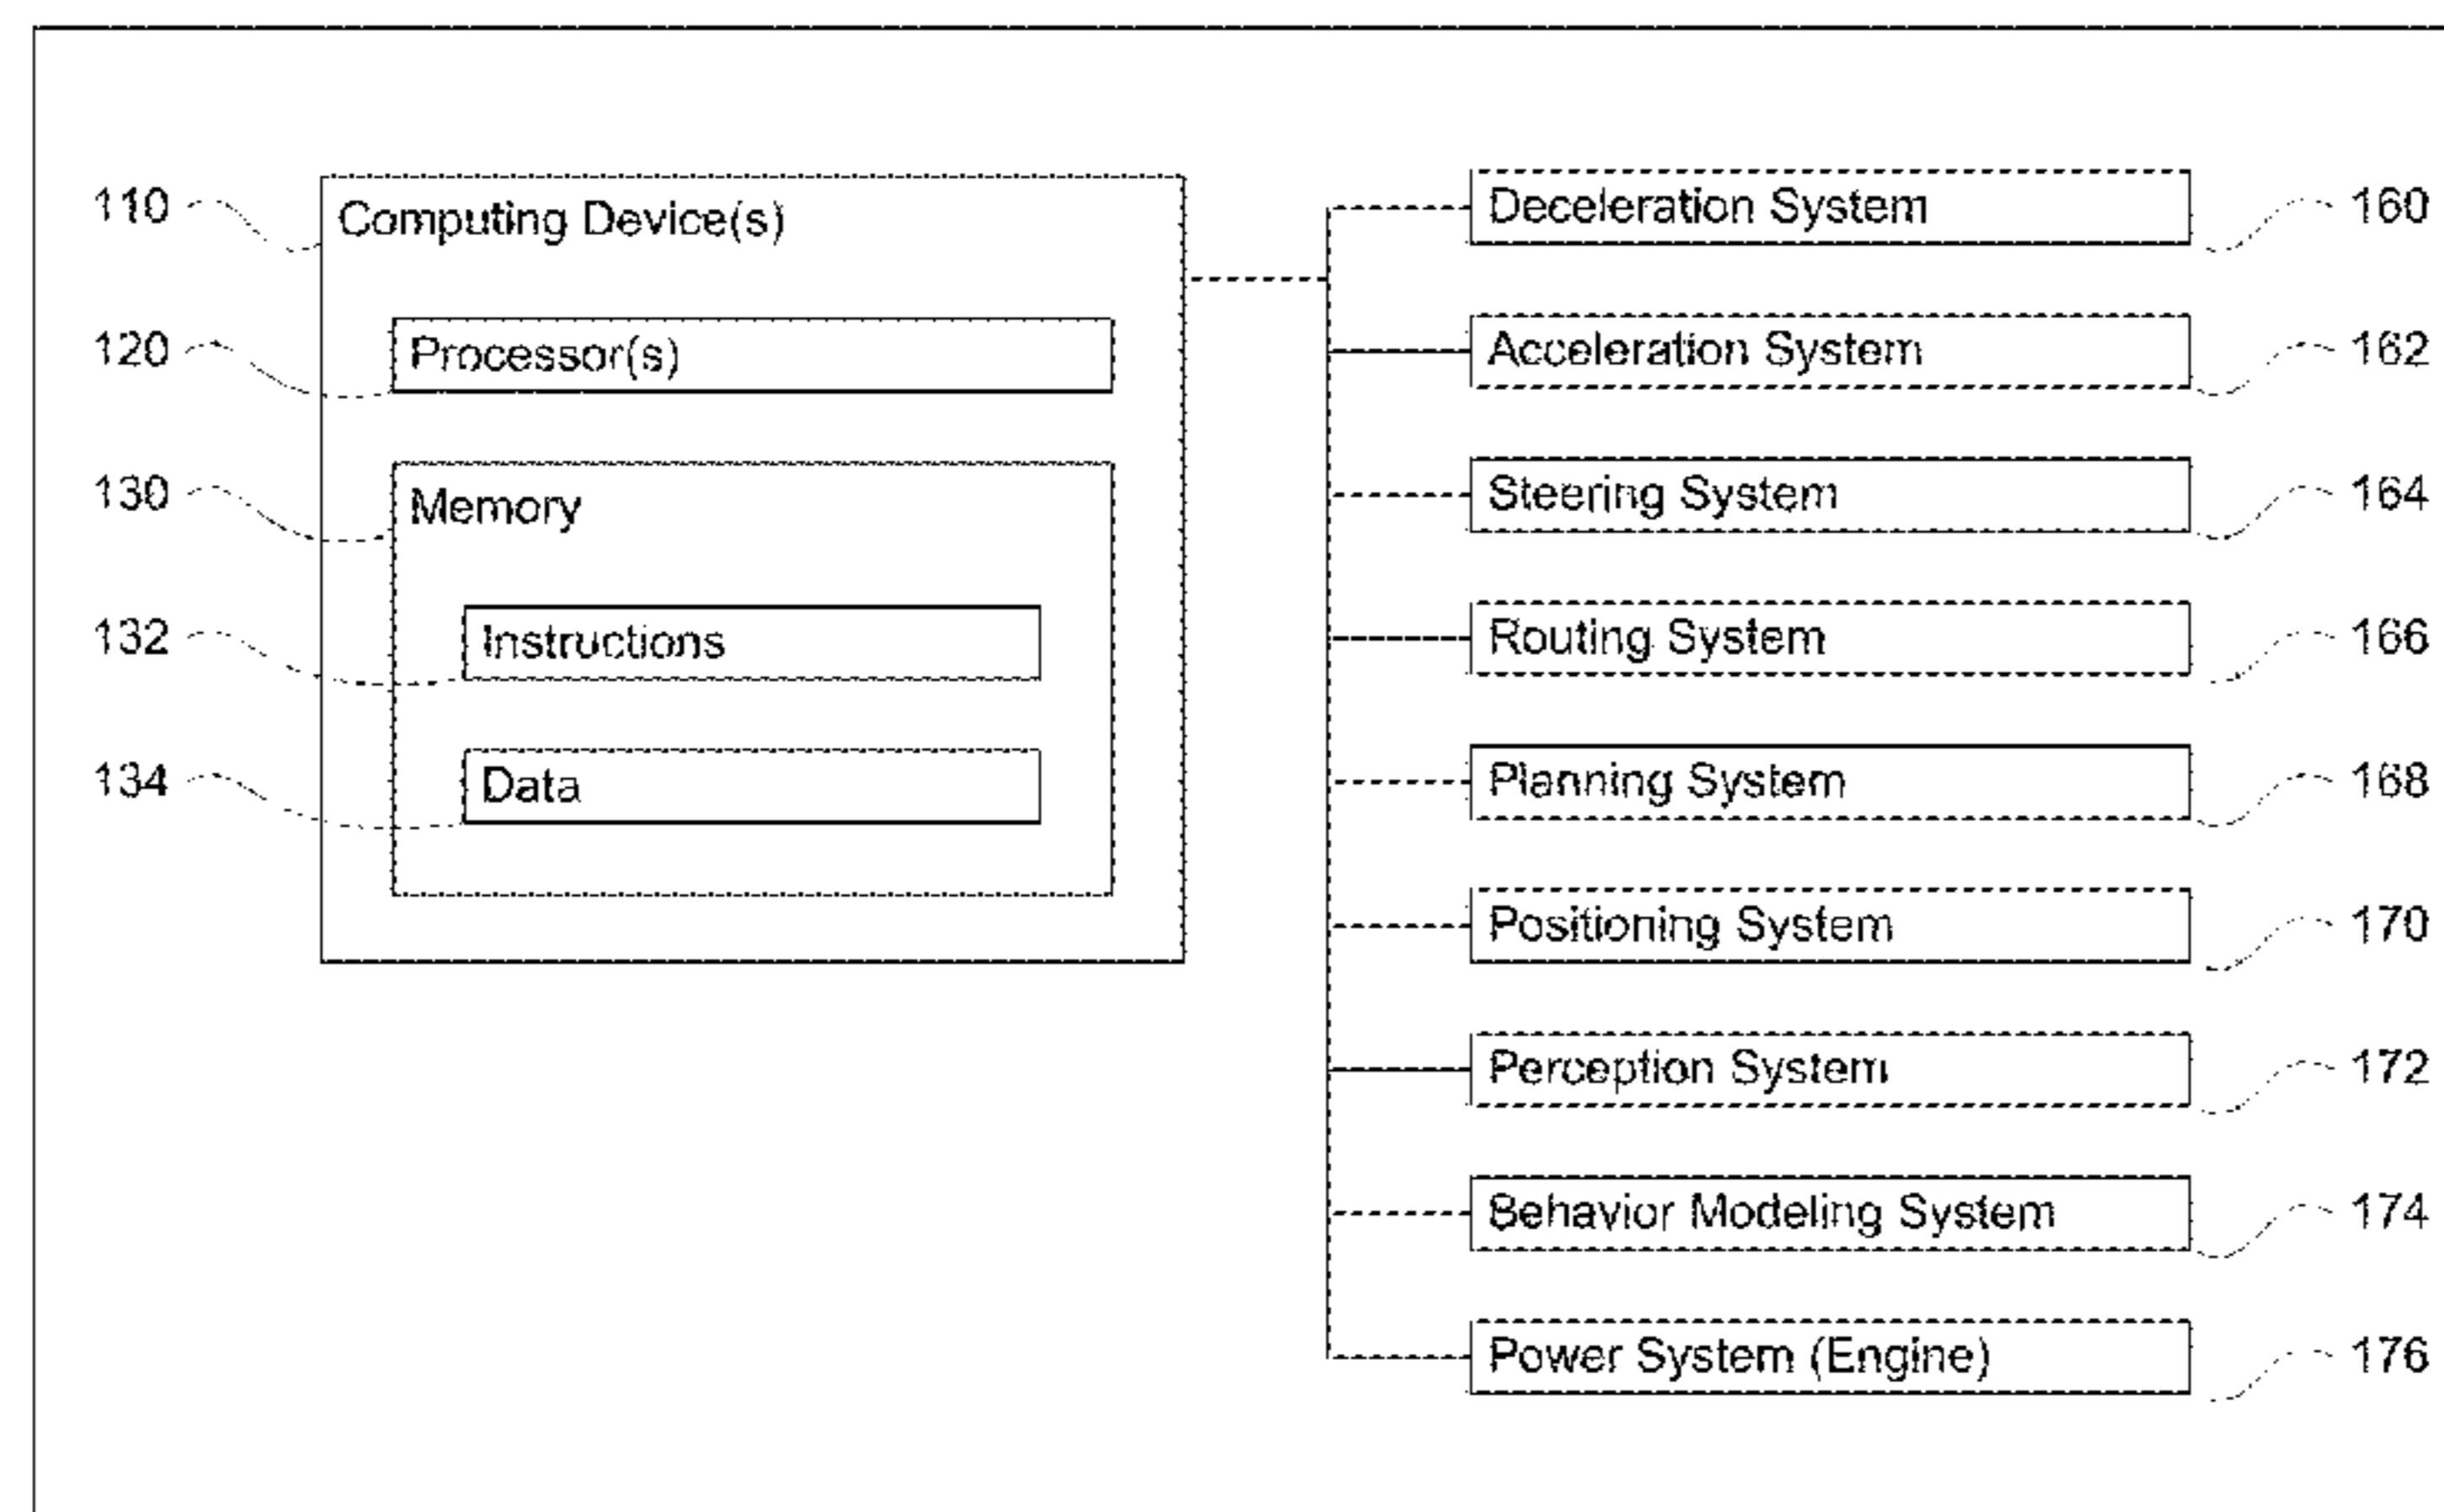 110 Computing Device(s)
120 Processor(s)
130 Memory
132 Instructions
134 Data
Deceleration System 160
Acceleration System 162
Steering System 164
Routing System 166
Planning System 168
Positioning System 170
Perception System 172
Behavior Modeling System 174
Power System (Engine) 176